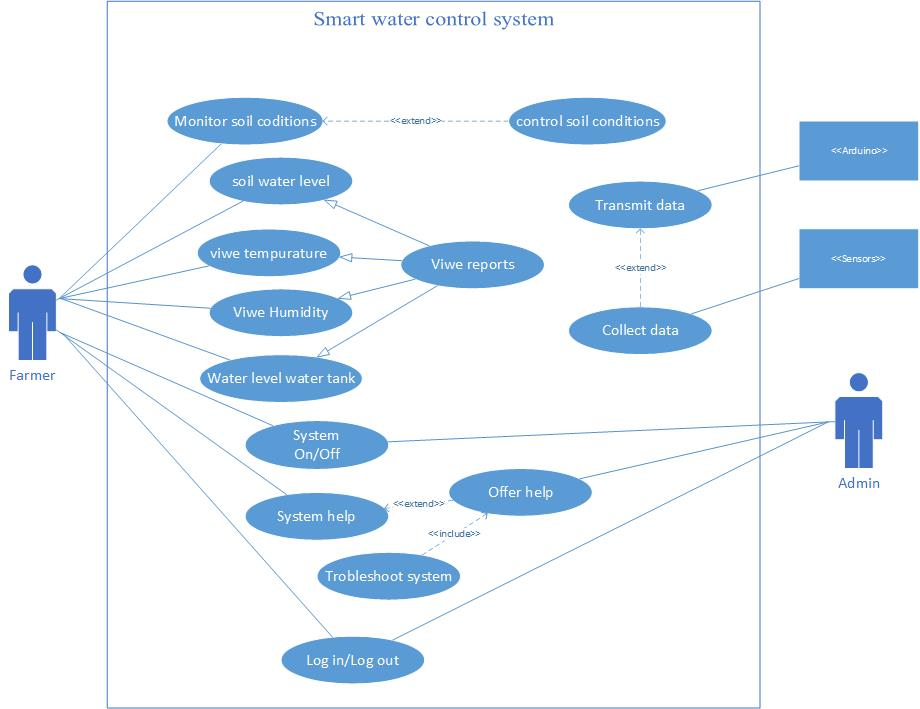 Smart water control system
Monitor soil coditions
<<extend>>
control soil conditions
<<Arduino>>
soil water level
Transmit data
viwe tempurature
Viwe reports
<<extend>>
<<Sensors>>
Viwe Humidity
Collect data
Farmer
Water level water tank
System
On/Off
Admin
Offer help
<<extend>>
System help
<<include>>
Trobleshoot system
Log in/Log out